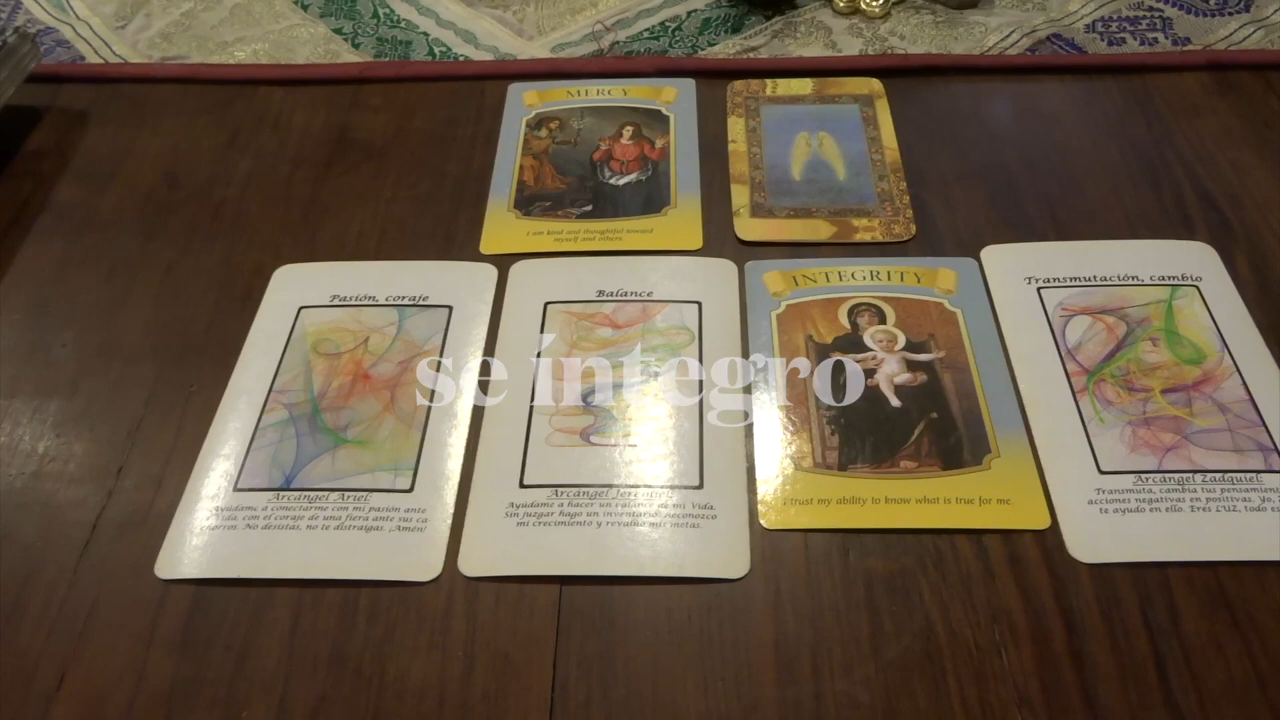 MERCY
I am kind and thoughtful toward
myself and others.
Pasión, coraje
Arcángel Ariel:
Ayúdame a conectarme con mi pasión ante
la Vida, con el coraje de una fiera ante sus ca-
chorros. No desistas, no te distraigas. ¡Amén!
Balance
Arcángel Jeremiel:
Ayúdame a hacer un balance de mi Vida.
Sin juzgar hago un inventario. Reconozco
mi crecimiento y revalúo mis metas.
INTEGRITY
I trust my ability to know what is true for me.
Transmutación, cambio
Arcángel Zadquiel:
Transmuta, cambia tus pensamient
acciones negativas en positivas. Yo,
te ayudo en ello. Eres LUZ, todo es
se íntegro